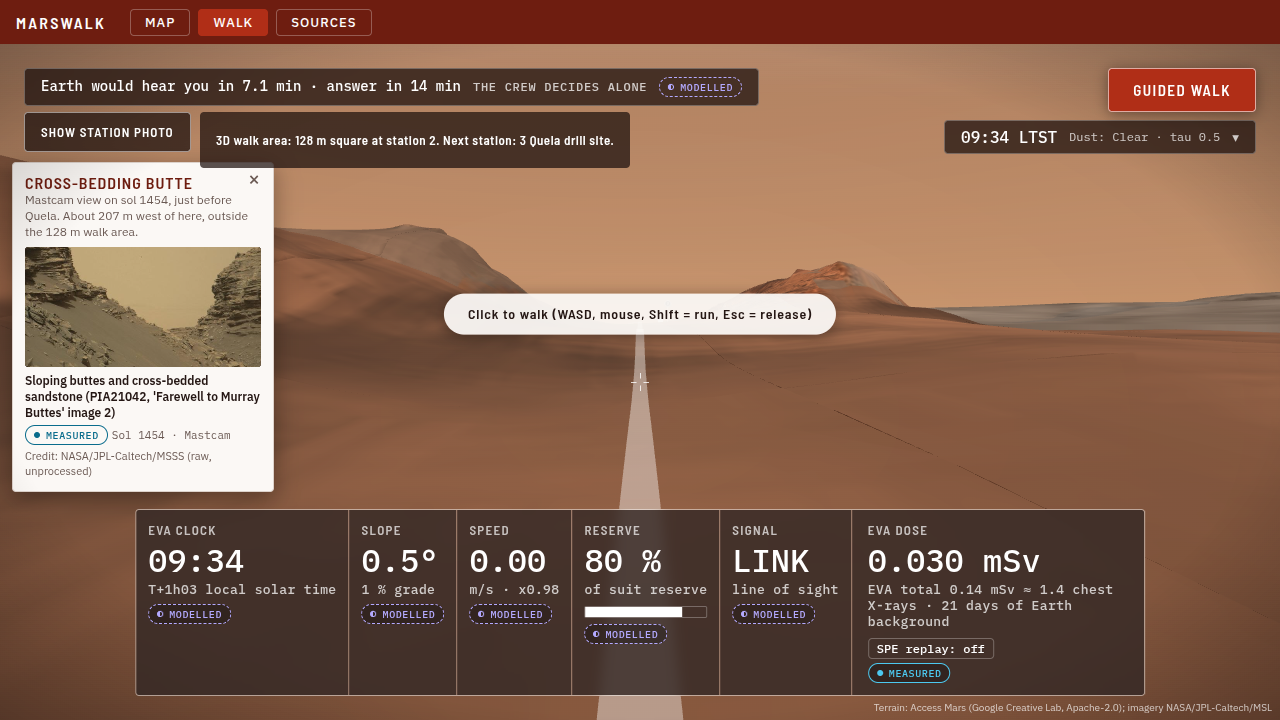 MARSWALK
MAP
WALK
SOURCES
Earth would hear you in 7.1 min · answer in 14 min THE CREW DECIDES ALONE ◐ MODELLED
GUIDED WALK
SHOW STATION PHOTO
3D walk area: 128 m square at station 2. Next station: 3 Quela drill site.
09:34 LTST Dust: Clear · tau 0.5 ▼
CROSS-BEDDING BUTTE ×
Mastcam view on sol 1454, just before
Quela. About 207 m west of here, outside
the 128 m walk area.
Sloping buttes and cross-bedded
sandstone (PIA21042, 'Farewell to Murray
Buttes' image 2)
● MEASURED Sol 1454 · Mastcam
Credit: NASA/JPL-Caltech/MSSS (raw,
unprocessed)
Click to walk (WASD, mouse, Shift = run, Esc = release)
EVA CLOCK
09:34
T+1h03 local solar time
◐ MODELLED
SLOPE
0.5°
1 % grade
◐ MODELLED
SPEED
0.00
m/s · x0.98
◐ MODELLED
RESERVE
80 %
of suit reserve
◐ MODELLED
SIGNAL
LINK
line of sight
◐ MODELLED
EVA DOSE
0.030 mSv
EVA total 0.14 mSv ≈ 1.4 chest
X-rays · 21 days of Earth
background
SPE replay: off
● MEASURED
Terrain: Access Mars (Google Creative Lab, Apache-2.0); imagery NASA/JPL-Caltech/MSL